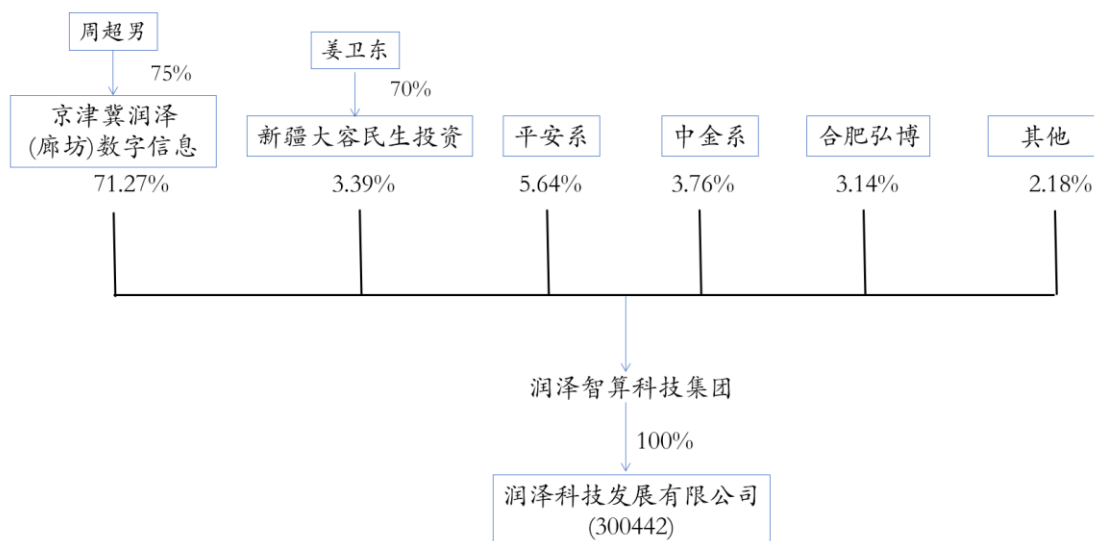 周超男
姜卫东
75%
70%
京津冀润泽
(廊坊)数字信息
新疆大容民生投资
平安系
中金系
合肥弘博
其他
71.27%
3.39%
5.64%
3.76%
3.14%
2.18%
润泽智算科技集团
100%
润泽科技发展有限公司
(300442)